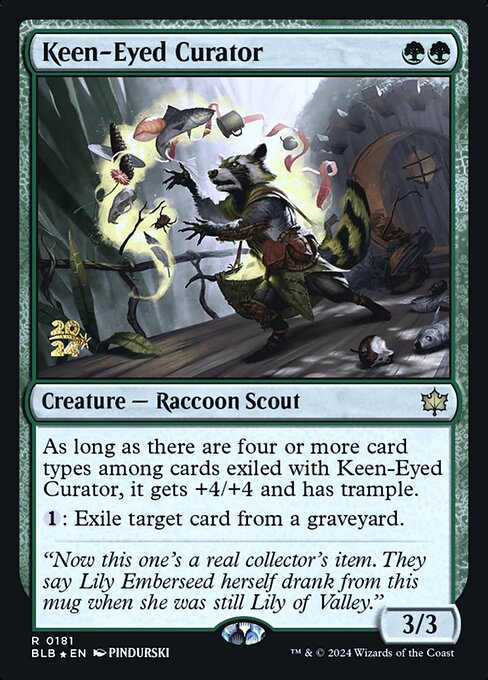 Keen-Eyed Curator
20
24
Creature — Raccoon Scout
As long as there are four or more card
types among cards exiled with Keen-Eyed
Curator, it gets +4/+4 and has trample.
1: Exile target card from a graveyard.
“Now this one’s a real collector’s item. They
say Lily Emberseed herself drank from this
mug when she was still Lily of Valley.”
3/3
R 0181
BLB ★ EN PINDURSKI
™ & © 2024 Wizards of the Coast